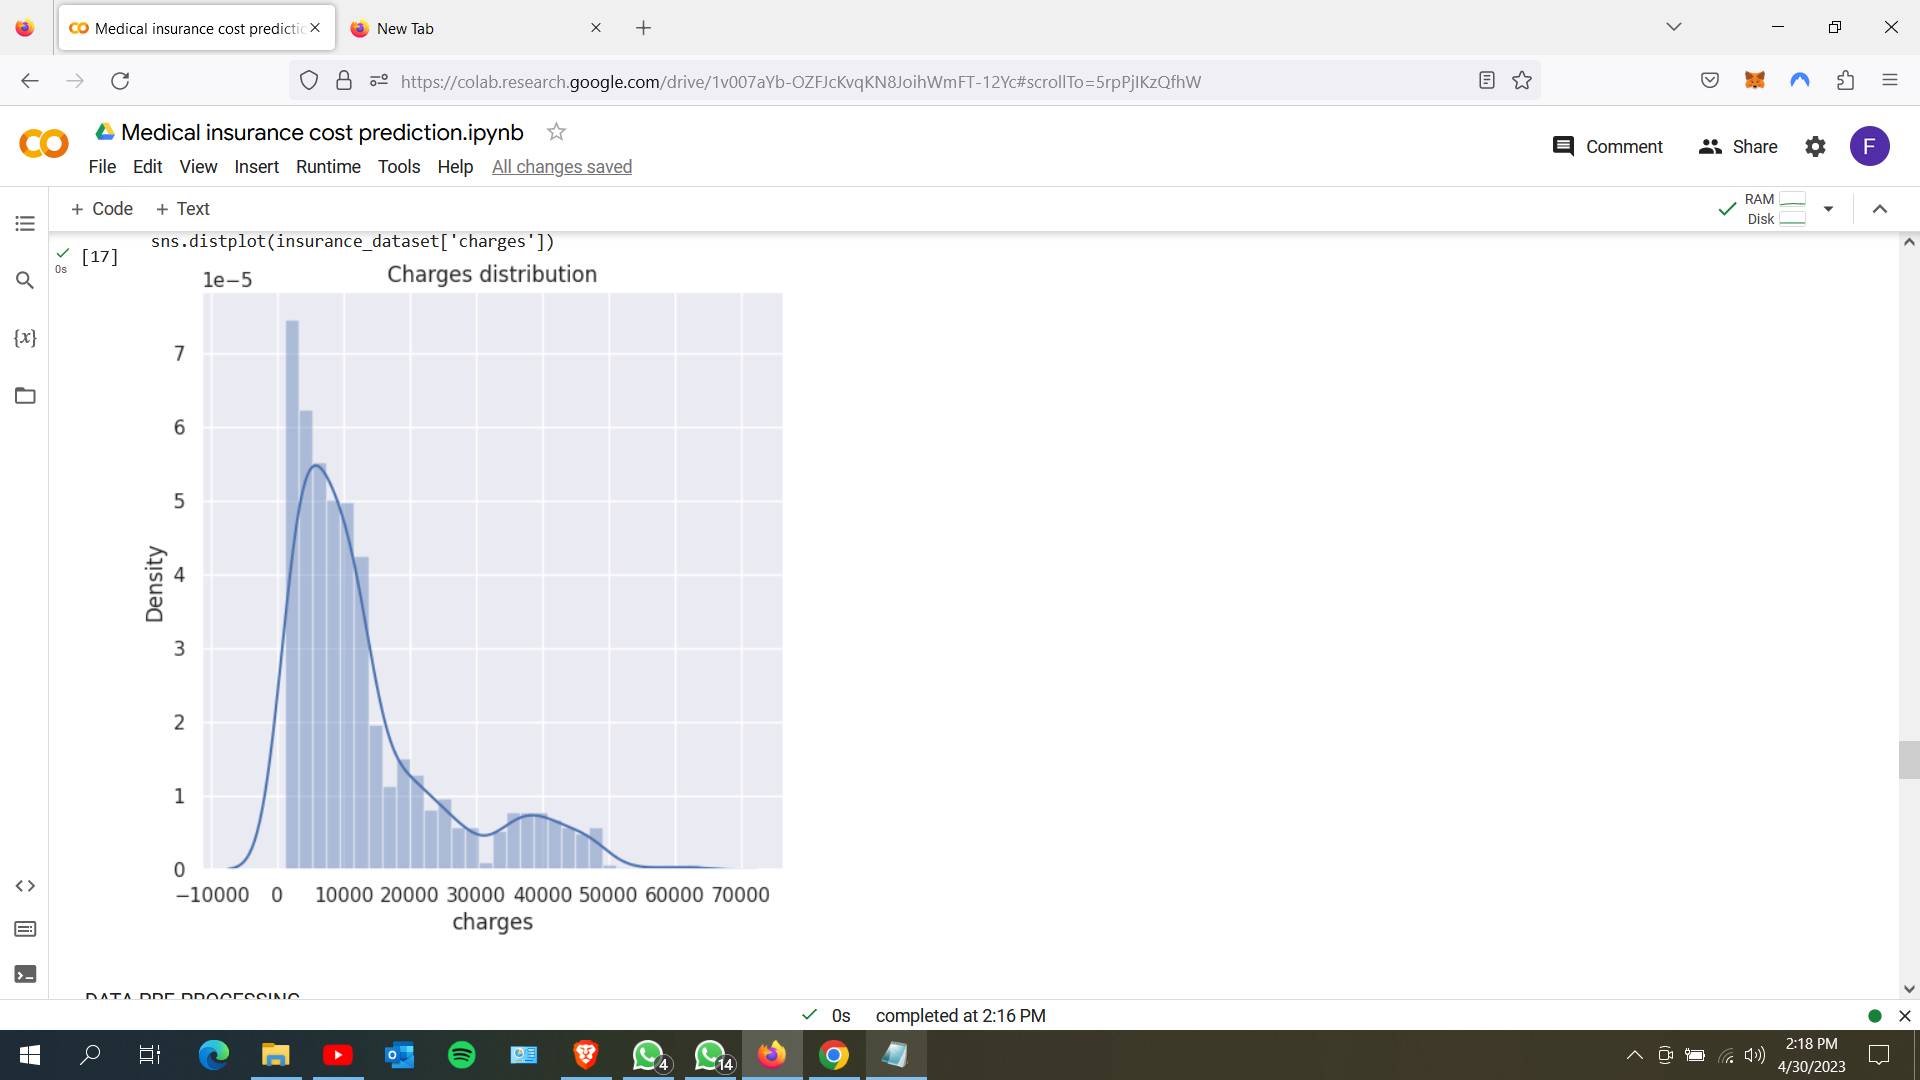 Medical insurance cost predictic
New Tab
https://colab.research.google.com/drive/1v007aYb-OZFJcKvqKN8JoihWmFT-12Yc#scrollTo=5rpPjIKzQfhW
Medical insurance cost prediction.ipynb
Comment
Share
F
File Edit View Insert Runtime Tools Help All changes saved
+ Code + Text
RAM
Disk
sns.distplot(insurance_dataset['charges'])
[17]
0s
{x}
Charges distribution
1e−5
7
6
5
4
3
2
1
0
Density
−10000 0 10000 20000 30000 40000 50000 60000 70000
charges
DATA PRE PROCESSING
0s completed at 2:16 PM
4
14
2:18 PM
4/30/2023